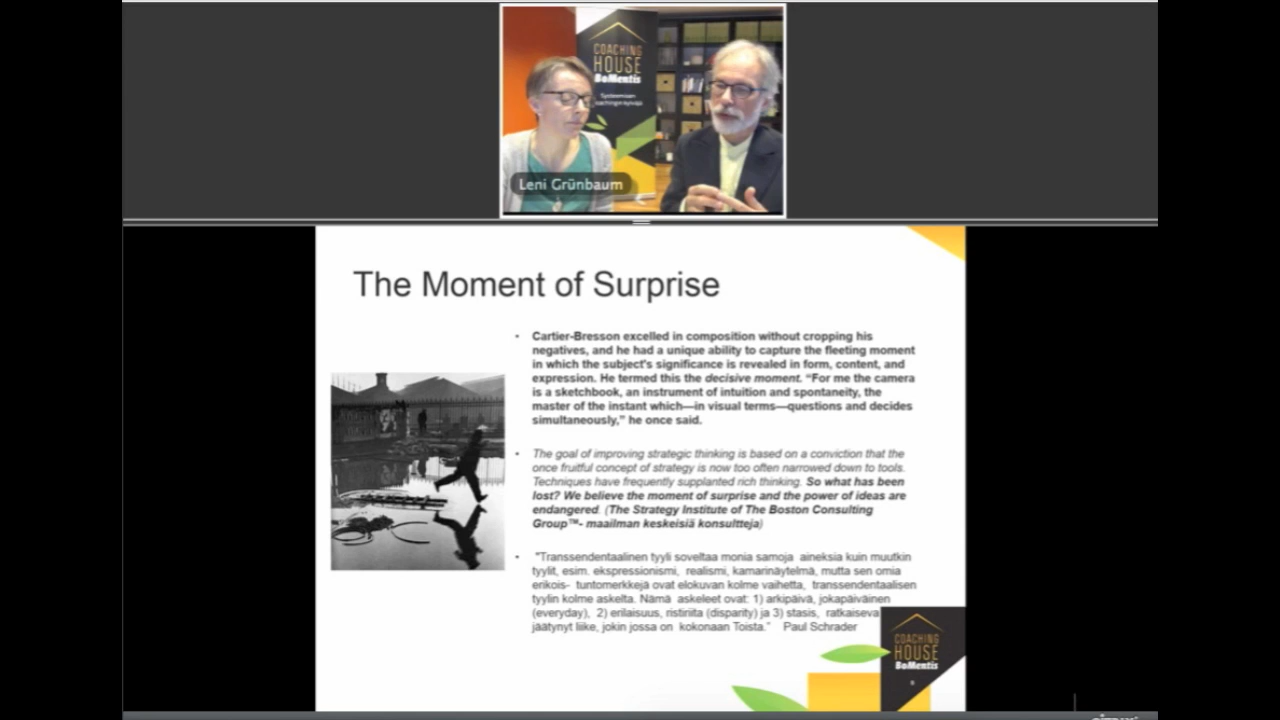 COACHING
HOUSE
BoMentis
Leni Grünbaum
The Moment of Surprise
Cartier-Bresson excelled in composition without cropping his
negatives, and he had a unique ability to capture the fleeting moment
in which the subject's significance is revealed in form, content, and
expression. He termed this the decisive moment. “For me the camera
is a sketchbook, an instrument of intuition and spontaneity, the
master of the instant which—in visual terms—questions and decides
simultaneously,” he once said.
The goal of improving strategic thinking is based on a conviction that the
once fruitful concept of strategy is now too often narrowed down to tools.
Techniques have frequently supplanted rich thinking. So what has been
lost? We believe the moment of surprise and the power of ideas are
endangered. (The Strategy Institute of The Boston Consulting
Group™- maailman keskeisiä konsultteja)
"Transsendentaalinen tyyli soveltaa monia samoja aineksia kuin muutkin
tyylit, esim. ekspressionismi, realismi, kamarinäytelmä, mutta sen omia
erikois- tuntomerkkejä ovat elokuvan kolme vaihetta, transsendentaalisen
tyylin kolme askelta. Nämä askeleet ovat: 1) arkipäivä, jokapäiväinen
(everyday), 2) erilaisuus, ristiriita (disparity) ja 3) stasis, ratkaiseva
jäätynyt liike, jokin jossa on kokonaan Toista.” Paul Schrader
COACHING
HOUSE
BoMentis